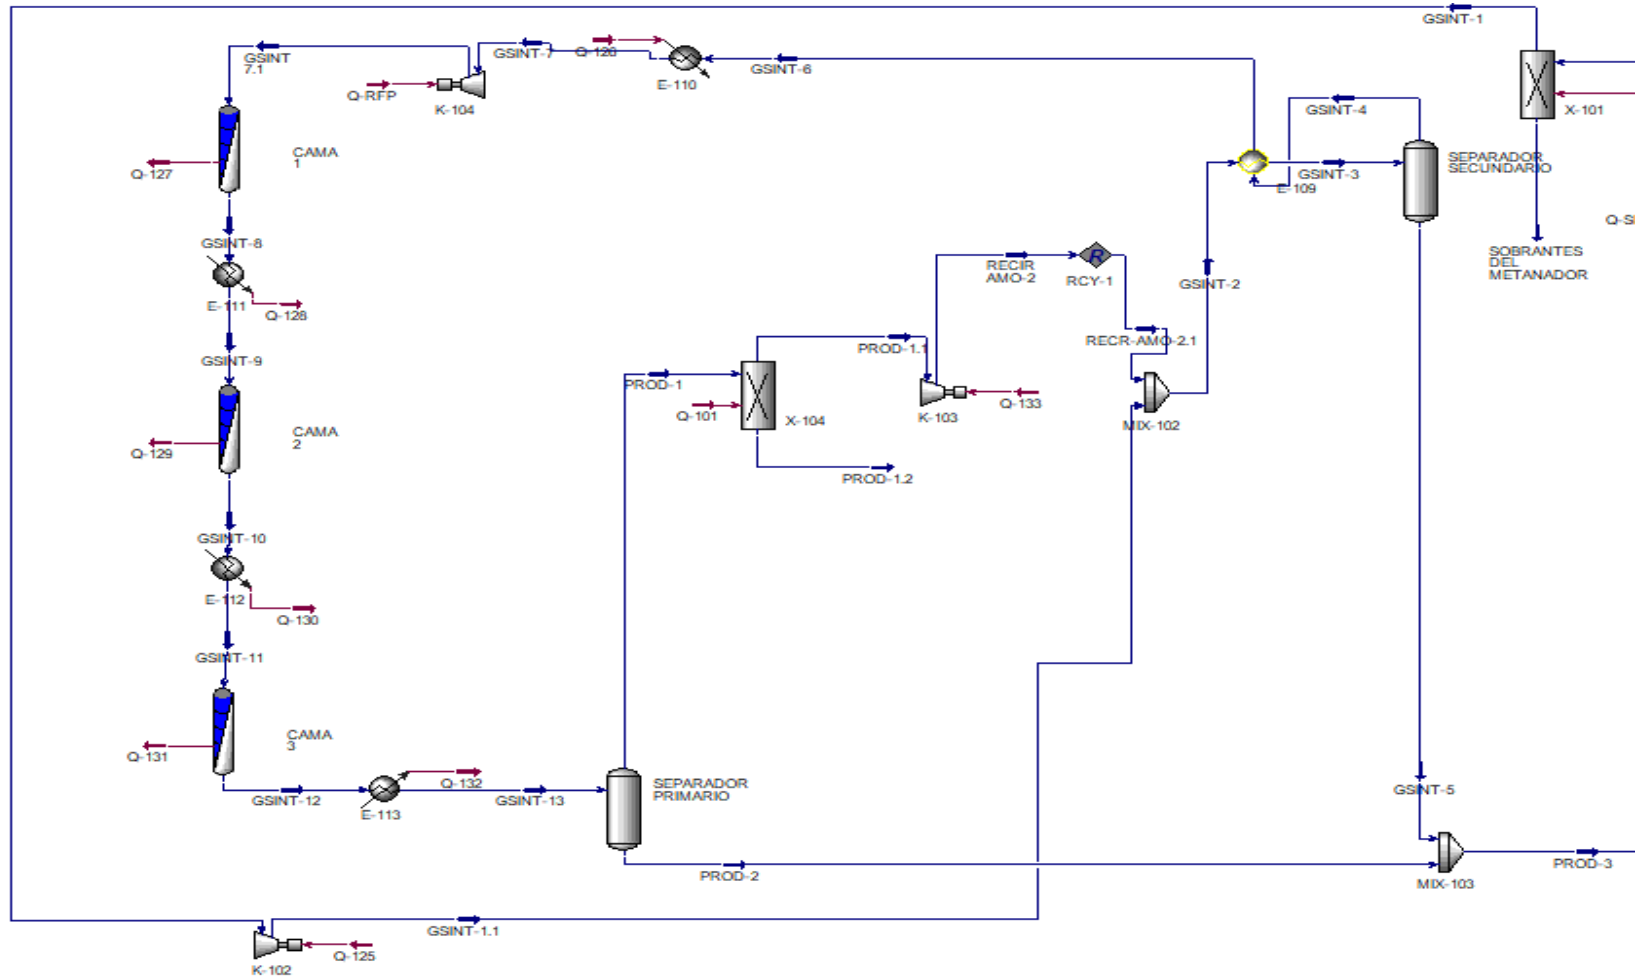 GSINT-1
GSINT
7.1
GSINT-7
Q-126
E-110
GSINT-6
Q-RFP
K-104
GSINT-4
X-101
CAMA
1
Q-127
SEPARADOR
SECUNDARIO
GSINT-3
E-109
Q-S
GSINT-8
SOBRANTES
DEL
METANADOR
RECIR
AMO-2
RCY-1
GSINT-2
E-111
Q-128
GSINT-9
PROD-1.1
RECR-AMO-2.1
PROD-1
Q-101
X-104
K-103
Q-133
MIX-102
CAMA
2
Q-129
PROD-1.2
GSINT-10
E-112
Q-130
GSINT-11
CAMA
3
Q-131
Q-132
GSINT-12
GSINT-13
E-113
SEPARADOR
PRIMARIO
GSINT-5
PROD-2
PROD-3
MIX-103
GSINT-1.1
K-102
Q-125